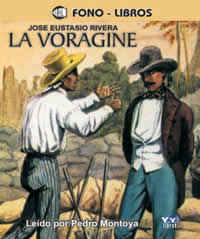 FONO - LIBROS
JOSE EUSTASIO RIVERA
LA VORAGINE
Leído por Pedro Montoya